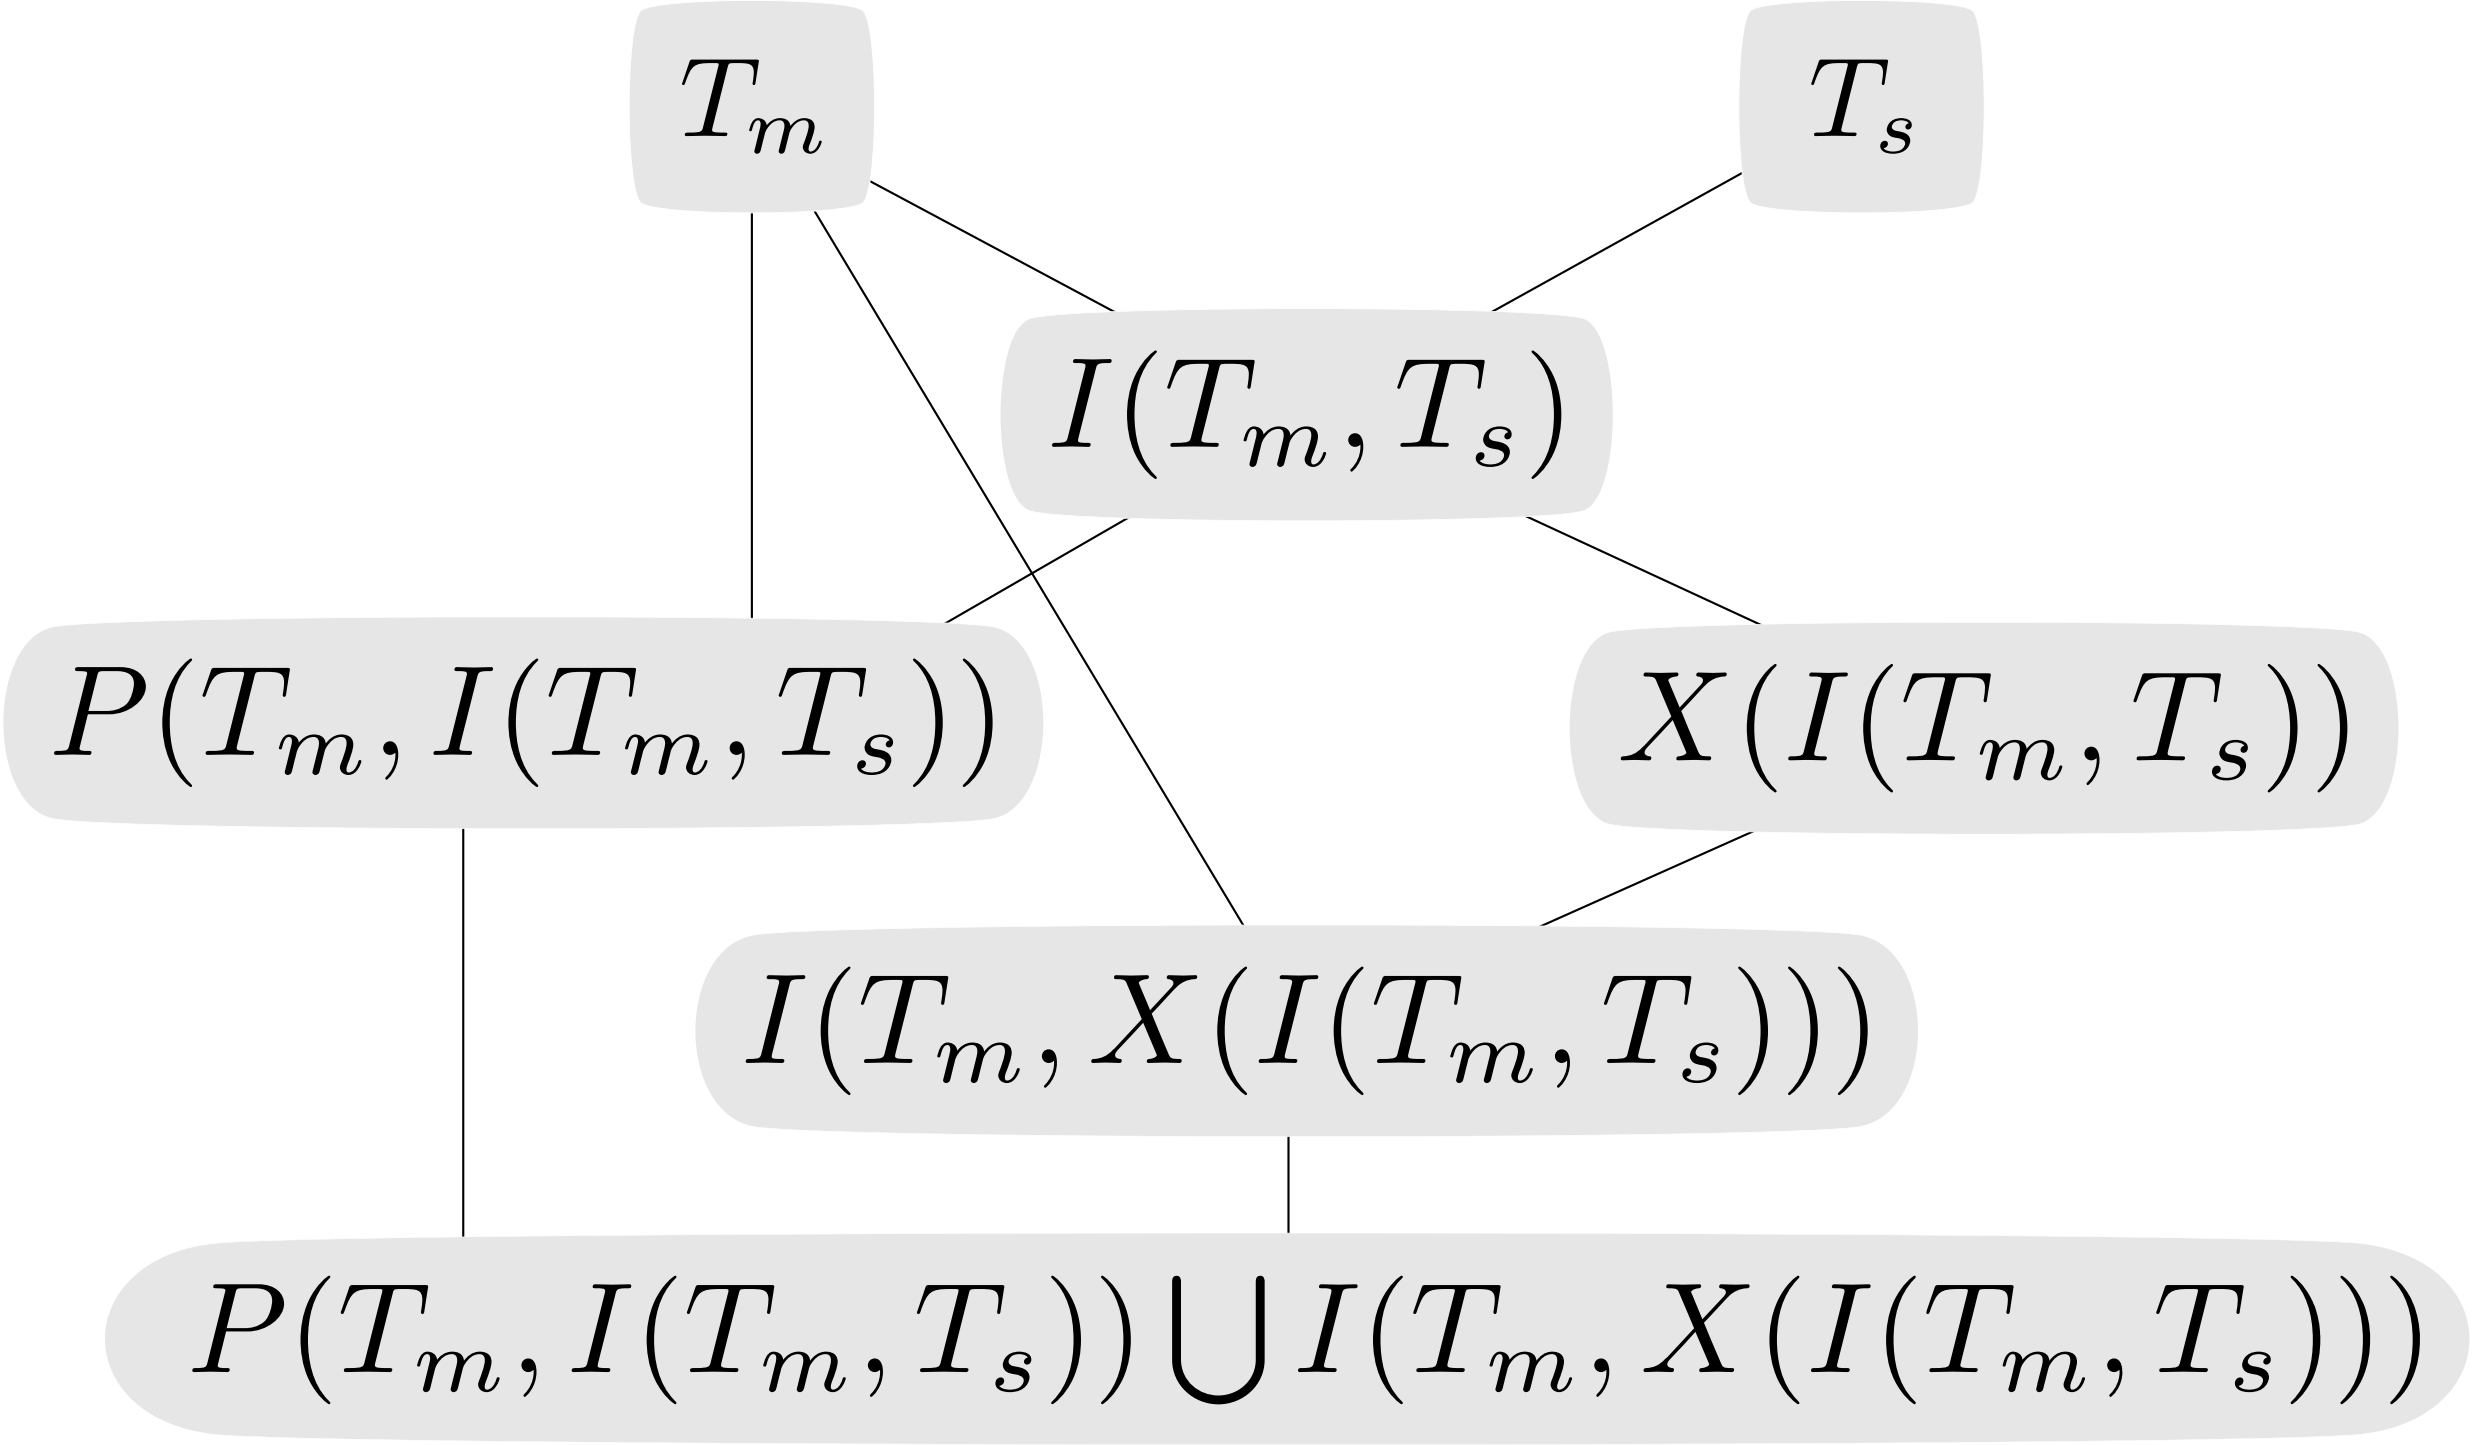 T_m
T_s
I(T_m, T_s)
P(T_m, I(T_m, T_s))
X(I(T_m, T_s))
I(T_m, X(I(T_m, T_s))))
P(T_m, I(T_m, T_s)) ⋃ I(T_m, X(I(T_m, T_s)))